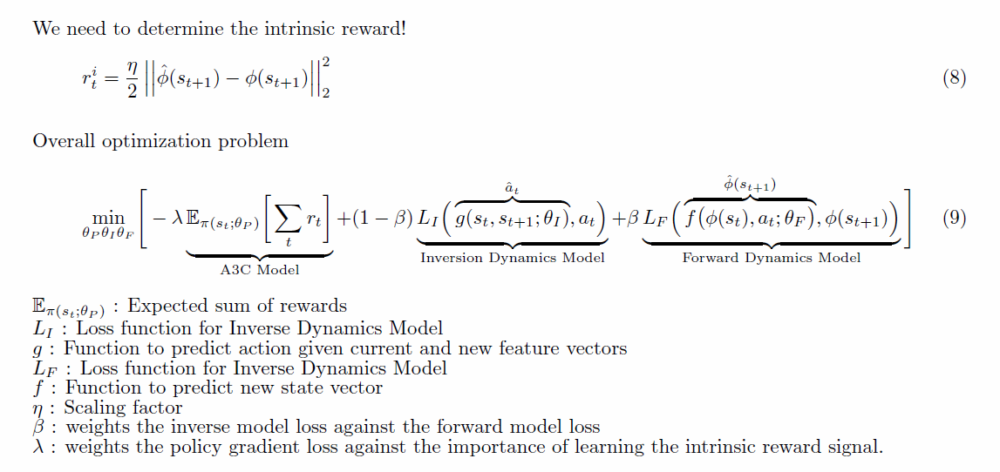 We need to determine the intrinsic reward!
$r_t^i = \frac{\eta}{2} \left|\left| \hat{\phi}(s_{t+1}) - \phi(s_{t+1}) \right|\right|_2^2$ (8)
Overall optimization problem
$\min_{\theta_P \theta_I \theta_F} \left[ -\lambda \underbrace{\mathbb{E}_{\pi(s_t;\theta_P)} \left[ \sum_t r_t \right]}_{\text{A3C Model}} + (1-\beta) \underbrace{L_I \left( \overbrace{g(s_t, s_{t+1}; \theta_I)}^{\hat{a}_t}, a_t \right)}_{\text{Inversion Dynamics Model}} + \beta \underbrace{L_F \left( \overbrace{f(\phi(s_t), a_t; \theta_F)}^{\hat{\phi}(s_{t+1})}, \phi(s_{t+1}) \right)}_{\text{Forward Dynamics Model}} \right]$ (9)
$\mathbb{E}_{\pi(s_t;\theta_P)}$ : Expected sum of rewards
$L_I$ : Loss function for Inverse Dynamics Model
$g$ : Function to predict action given current and new feature vectors
$L_F$ : Loss function for Inverse Dynamics Model
$f$ : Function to predict new state vector
$\eta$ : Scaling factor
$\beta$ : weights the inverse model loss against the forward model loss
$\lambda$ : weights the policy gradient loss against the importance of learning the intrinsic reward signal.